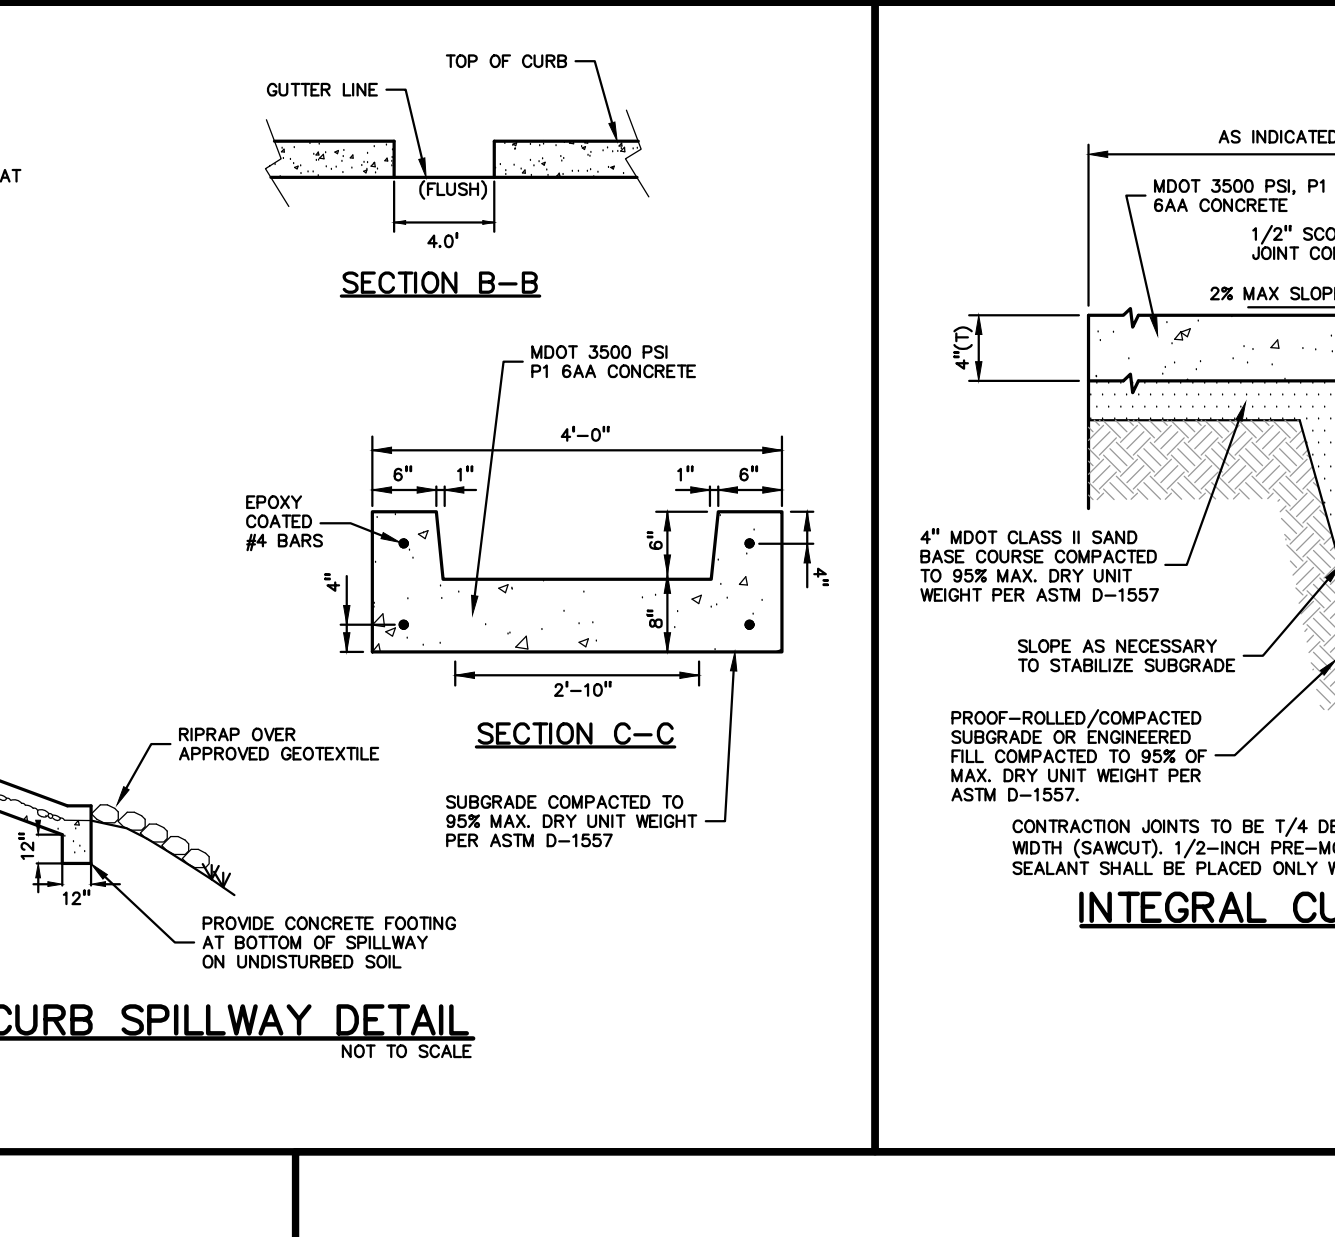 TOP OF CURB
GUTTER LINE
AT
(FLUSH)
4.0'
SECTION B-B
MDOT 3500 PSI
P1 6AA CONCRETE
4'-0"
6"
1"
1"
6"
EPOXY
COATED
#4 BARS
6"
4"
4"
8"
2'-10"
SECTION C-C
RIPRAP OVER
APPROVED GEOTEXTILE
SUBGRADE COMPACTED TO
95% MAX. DRY UNIT WEIGHT
PER ASTM D-1557
12"
12"
PROVIDE CONCRETE FOOTING
AT BOTTOM OF SPILLWAY
ON UNDISTURBED SOIL
CURB SPILLWAY DETAIL
NOT TO SCALE
AS INDICATED
MDOT 3500 PSI, P1
6AA CONCRETE
1/2" SCO
JOINT CO
2% MAX SLOPE
4"(T)
4" MDOT CLASS II SAND
BASE COURSE COMPACTED
TO 95% MAX. DRY UNIT
WEIGHT PER ASTM D-1557
SLOPE AS NECESSARY
TO STABILIZE SUBGRADE
PROOF-ROLLED/COMPACTED
SUBGRADE OR ENGINEERED
FILL COMPACTED TO 95% OF
MAX. DRY UNIT WEIGHT PER
ASTM D-1557.
CONTRACTION JOINTS TO BE T/4 DE
WIDTH (SAWCUT). 1/2-INCH PRE-MO
SEALANT SHALL BE PLACED ONLY W
INTEGRAL CU